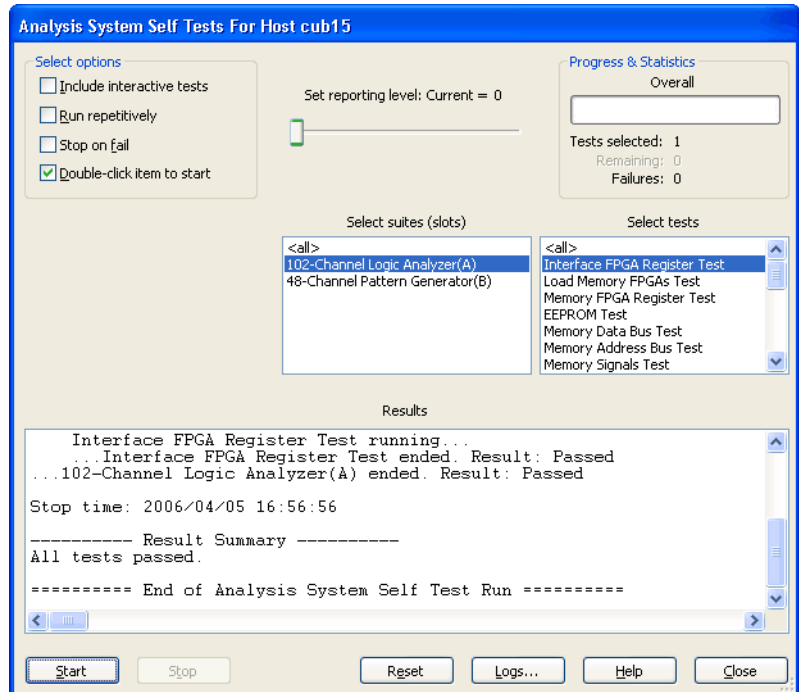 Analysis System Self Tests For Host cub15
Select options
Include interactive tests
Run repetitively
Stop on fail
Double-click item to start
Set reporting level: Current = 0
Progress & Statistics
Overall
Tests selected: 1
Remaining: 0
Failures: 0
Select suites (slots)
<all>
102-Channel Logic Analyzer(A)
48-Channel Pattern Generator(B)
Select tests
<all>
Interface FPGA Register Test
Load Memory FPGAs Test
Memory FPGA Register Test
EEPROM Test
Memory Data Bus Test
Memory Address Bus Test
Memory Signals Test
Results
Interface FPGA Register Test running...
...Interface FPGA Register Test ended. Result: Passed
...102-Channel Logic Analyzer(A) ended. Result: Passed
Stop time: 2006/04/05 16:56:56
---------- Result Summary ----------
All tests passed.
========== End of Analysis System Self Test Run ==========
Start
Stop
Reset
Logs...
Help
Close